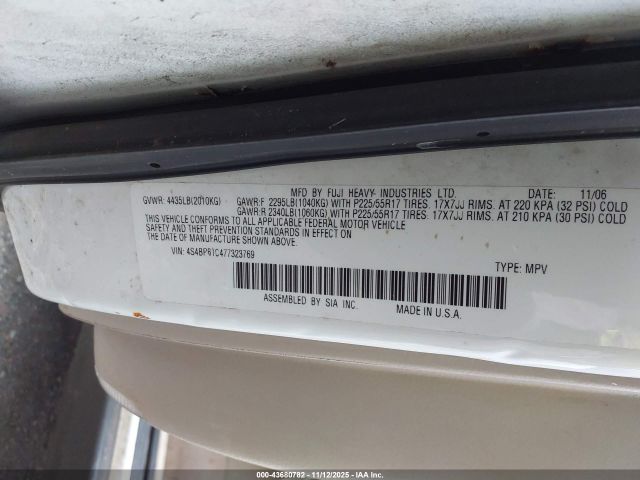 MFD BY FUJI HEAVY INDUSTRIES LTD. DATE: 11/06
GVWR: 4435LB(2010KG) GAWR:F 2295LB(1040KG) WITH P225/55R17 TIRES. 17X7JJ RIMS. AT 220 KPA (32 PSI) COLD
GAWR:R 2340LB(1060KG) WITH P225/55R17 TIRES. 17X7JJ RIMS. AT 210 KPA (30 PSI) COLD
THIS VEHICLE CONFORMS TO ALL APPLICABLE FEDERAL MOTOR VEHICLE
SAFETY AND THEFT PREVENTION STANDARDS IN EFFECT ON
THE DATE OF MANUFACTURE SHOWN ABOVE.
VIN: 4S4BP61C477323769 TYPE: MPV
ASSEMBLED BY SIA INC. MADE IN U.S.A.
000-43680782 - 11/12/2025 - IAA Inc.